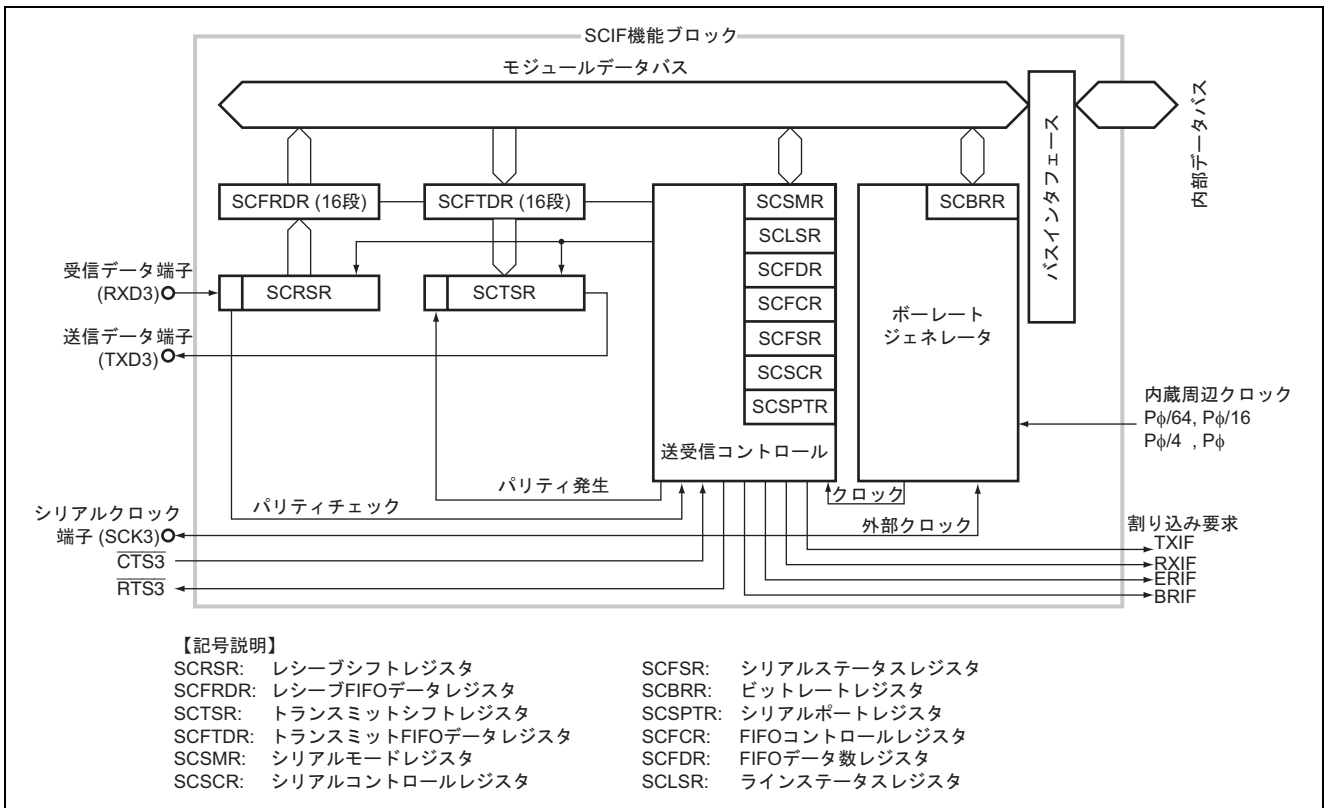 SCIF機能ブロック
モジュールデータバス
バスインタフェース
内部データバス
SCFRDR (16段)
SCFTDR (16段)
SCSMR
SCBRR
SCLSR
受信データ端子
(RXD3)
SCRSR
SCTSR
SCFDR
SCFCR
ボーレート
ジェネレータ
送信データ端子
(TXD3)
SCFSR
SCSCR
SCSPTR
内蔵周辺クロック
Pφ/64, Pφ/16
Pφ/4 , Pφ
送受信コントロール
パリティ発生
クロック
パリティチェック
シリアルクロック
端子 (SCK3)
外部クロック
割り込み要求
CTS3
TXIF
RXIF
ERIF
RTS3
BRIF
【記号説明】
SCRSR: レシーブシフトレジスタ
SCFRDR: レシーブFIFOデータレジスタ
SCTSR: トランスミットシフトレジスタ
SCFTDR: トランスミットFIFOデータレジスタ
SCSMR: シリアルモードレジスタ
SCSCR: シリアルコントロールレジスタ
SCFSR: シリアルステータスレジスタ
SCBRR: ビットレートレジスタ
SCSPTR: シリアルポートレジスタ
SCFCR: FIFOコントロールレジスタ
SCFDR: FIFOデータ数レジスタ
SCLSR: ラインステータスレジスタ